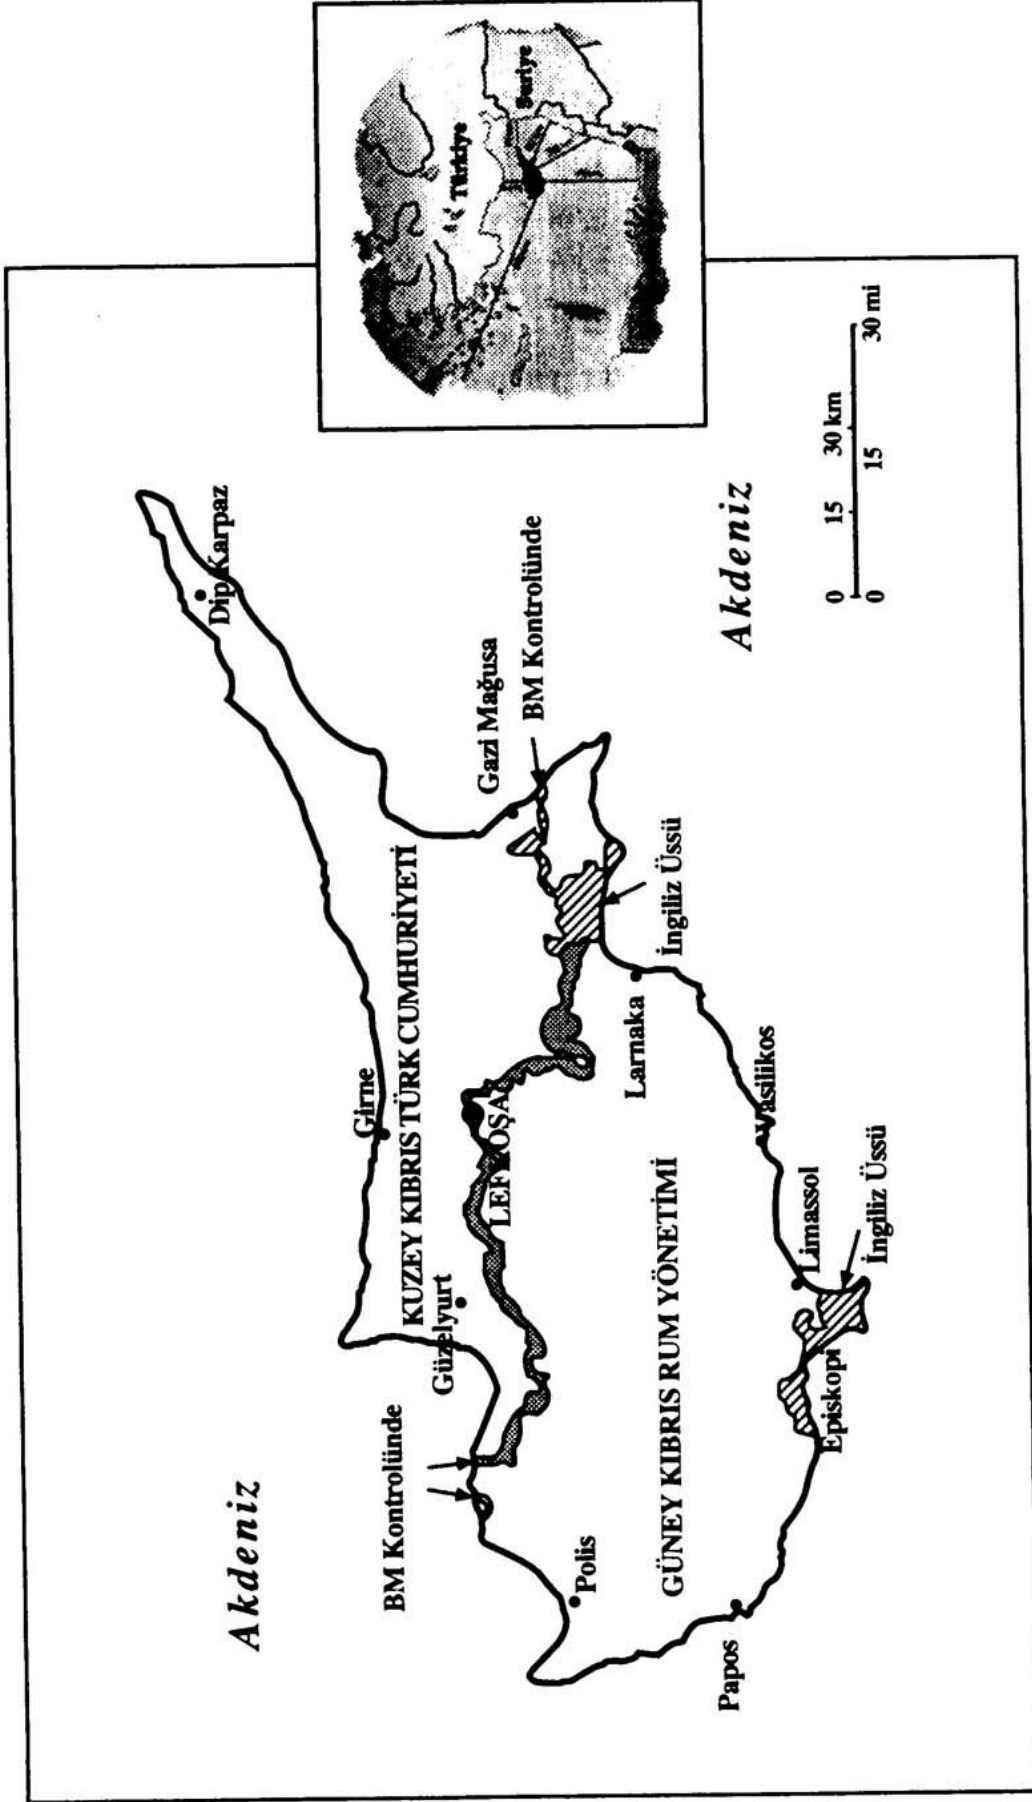 Türkiye
Suriye
Akdeniz
Dip Karpaz
Girne
KUZEY KIBRIS TÜRK CUMHURİYETİ
Güzelyurt
BM Kontrolünde
LEFKOŞA
Gazi Mağusa
BM Kontrolünde
Polis
GÜNEY KIBRIS RUM YÖNETİMİ
Larnaka
İngiliz Üssü
Akdeniz
Papos
Episkopi
Limassol
Vasilikos
İngiliz Üssü
0 15 30 km
0 15 30 mi